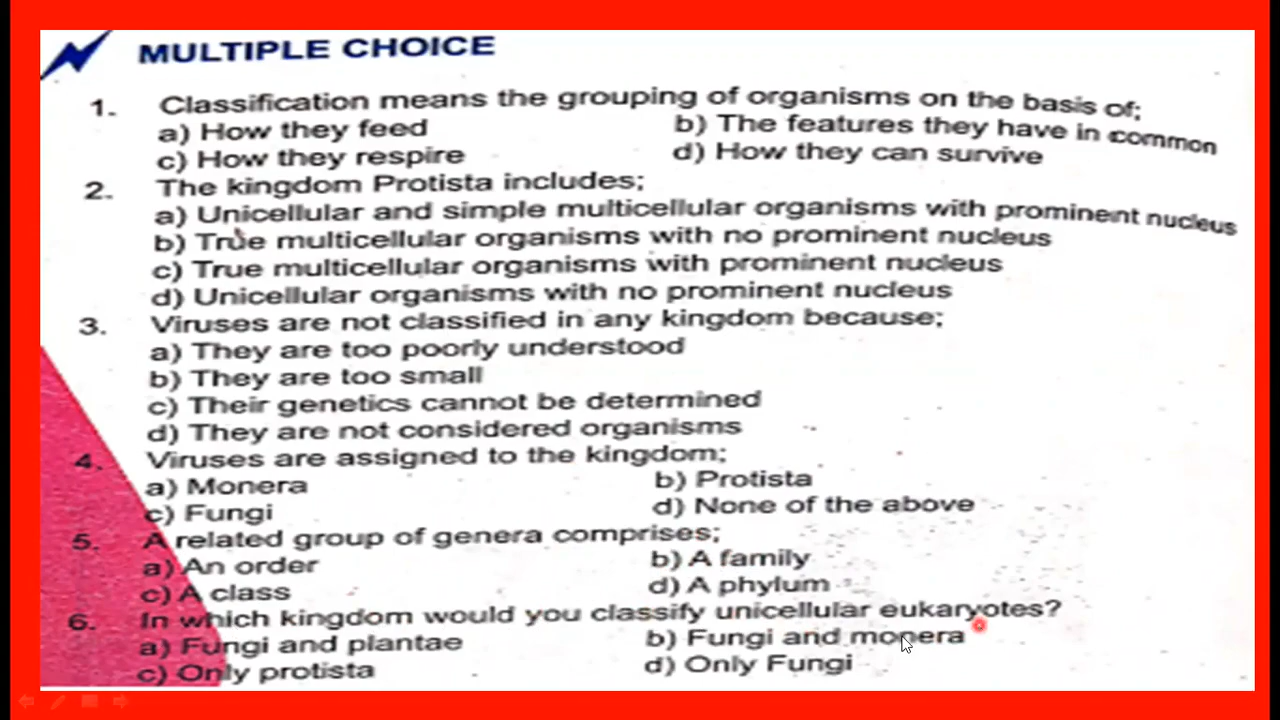 MULTIPLE CHOICE
1. Classification means the grouping of organisms on the basis of;
a) How they feed b) The features they have in common
c) How they respire d) How they can survive
2. The kingdom Protista includes;
a) Unicellular and simple multicellular organisms with prominent nucleus
b) True multicellular organisms with no prominent nucleus
c) True multicellular organisms with prominent nucleus
d) Unicellular organisms with no prominent nucleus
3. Viruses are not classified in any kingdom because;
a) They are too poorly understood
b) They are too small
c) Their genetics cannot be determined
d) They are not considered organisms
4. Viruses are assigned to the kingdom;
a) Monera b) Protista
c) Fungi d) None of the above
5. A related group of genera comprises;
a) An order b) A family
c) A class d) A phylum
6. In which kingdom would you classify unicellular eukaryotes?
a) Fungi and plantae b) Fungi and monera
c) Only protista d) Only Fungi